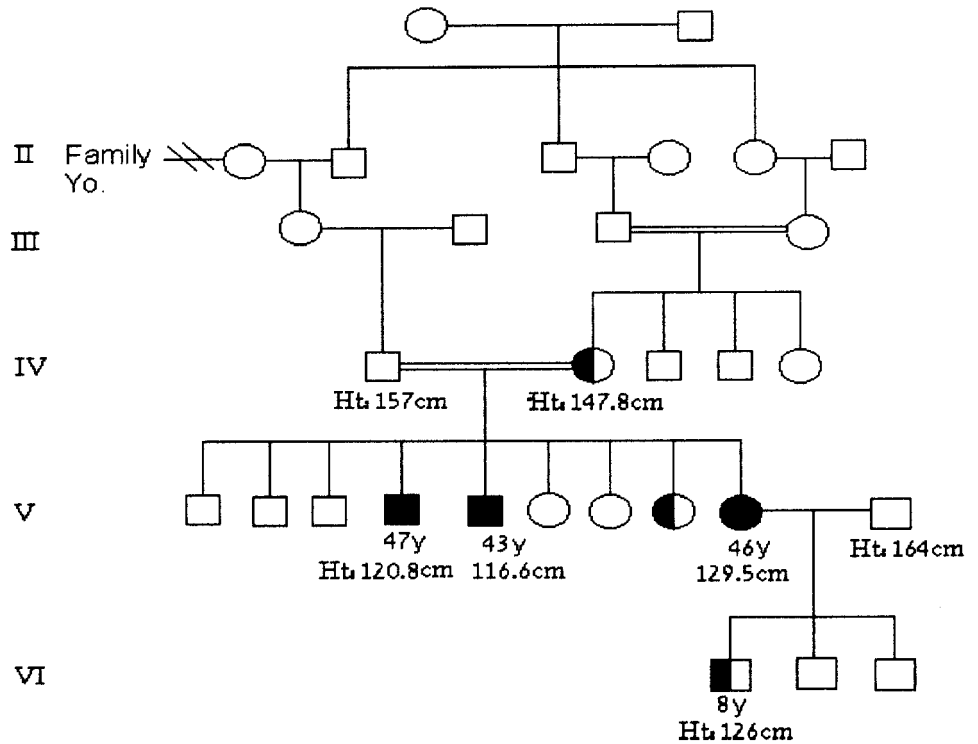 II Family
Yo.
III
IV
Ht. 157cm Ht. 147.8cm
V
47y 43y 46y Ht. 164cm
Ht. 120.8cm 116.6cm 129.5cm
VI
8y
Ht. 126cm